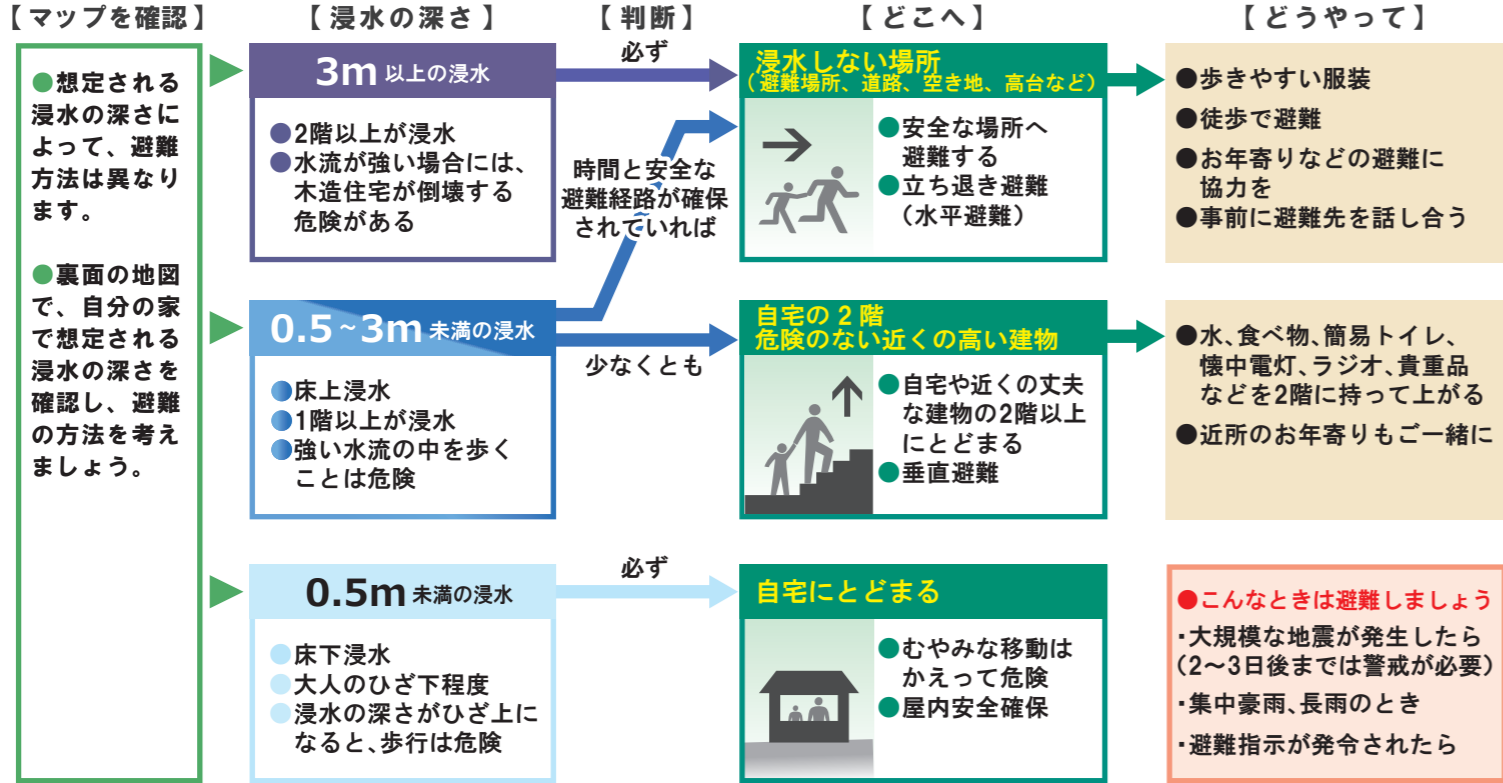 【マップを確認】
【浸水の深さ】
【判断】
【どこへ】
【どうやって】
●想定される
浸水の深さに
よって、避難
方法は異なり
ます。
●裏面の地図
で、自分の家
で想定される
浸水の深さを
確認し、避難
の方法を考え
ましょう。
3m 以上の浸水
●2階以上が浸水
●水流が強い場合には、
木造住宅が倒壊する
危険がある
必ず
時間と安全な
避難経路が確保
されていれば
浸水しない場所
(避難場所、道路、空き地、高台など)
●安全な場所へ
避難する
●立ち退き避難
(水平避難)
●歩きやすい服装
●徒歩で避難
●お年寄りなどの避難に
協力を
●事前に避難先を話し合う
0.5~3m 未満の浸水
●床上浸水
●1階以上が浸水
●強い水流の中を歩く
ことは危険
少なくとも
自宅の2階
危険のない近くの高い建物
●自宅や近くの丈夫
な建物の2階以上
にとどまる
●垂直避難
●水、食べ物、簡易トイレ、
懐中電灯、ラジオ、貴重品
などを2階に持って上がる
●近所のお年寄りもご一緒に
0.5m 未満の浸水
●床下浸水
●大人のひざ下程度
●浸水の深さがひざ上に
なると、歩行は危険
必ず
自宅にとどまる
●むやみな移動は
かえって危険
●屋内安全確保
●こんなときは避難しましょう
・大規模な地震が発生したら
(2~3日後までは警戒が必要)
・集中豪雨、長雨のとき
・避難指示が発令されたら